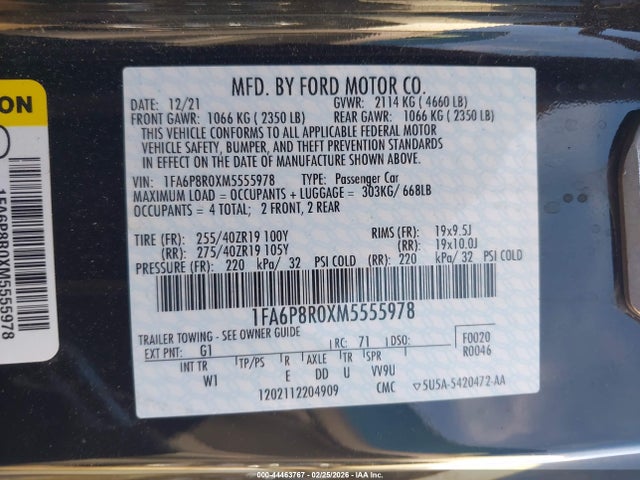 MFD. BY FORD MOTOR CO.
DATE: 12/21 GVWR: 2114 KG ( 4660 LB)
FRONT GAWR: 1066 KG ( 2350 LB) REAR GAWR: 1066 KG ( 2350 LB)
THIS VEHICLE CONFORMS TO ALL APPLICABLE FEDERAL MOTOR
VEHICLE SAFETY, BUMPER, AND THEFT PREVENTION STANDARDS
IN EFFECT ON THE DATE OF MANUFACTURE SHOWN ABOVE.
VIN: 1FA6P8R0XM5555978 TYPE: Passenger Car
MAXIMUM LOAD = OCCUPANTS + LUGGAGE = 303KG/ 668LB
OCCUPANTS = 4 TOTAL; 2 FRONT, 2 REAR
TIRE (FR): 255/40ZR19 100Y RIMS (FR): 19x9.5J
(RR): 275/40ZR19 105Y (RR): 19x10.0J
PRESSURE (FR): 220 kPa/ 32 PSI COLD (RR): 220 kPa/ 32 PSI COLD
1FA6P8R0XM5555978
TRAILER TOWING - SEE OWNER GUIDE
EXT PNT: G1 RC: 71 DSO: F0020
R0046
INT TR TP/PS R AXLE TR SPR
W1 E DD U VV9U
1202112204909 CMC 5U5A-5420472-AA
ON
1FA6P8R0XM5555978
000-44463767 - 02/25/2026 - IAA, Inc.